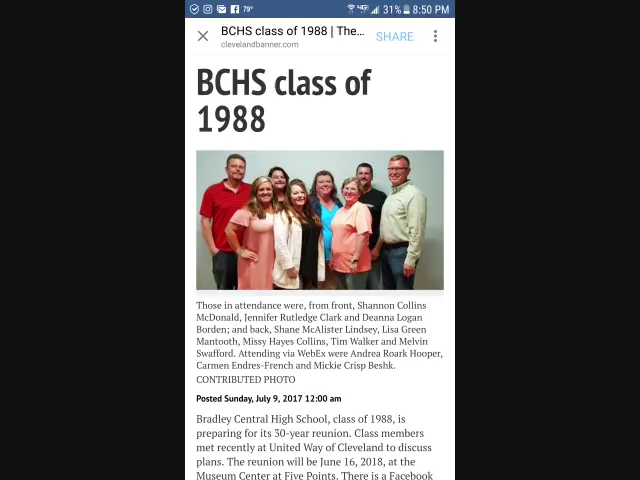 79°
31%
8:50 PM
BCHS class of 1988 | The...
SHARE
clevelandbanner.com
BCHS class of
1988
Those in attendance were, from front, Shannon Collins
McDonald, Jennifer Rutledge Clark and Deanna Logan
Borden; and back, Shane McAlister Lindsey, Lisa Green
Mantooth, Missy Hayes Collins, Tim Walker and Melvin
Swafford. Attending via WebEx were Andrea Roark Hooper,
Carmen Endres-French and Mickie Crisp Beshk.
CONTRIBUTED PHOTO
Posted Sunday, July 9, 2017 12:00 am
Bradley Central High School, class of 1988, is
preparing for its 30-year reunion. Class members
met recently at United Way of Cleveland to discuss
plans. The reunion will be June 16, 2018, at the
Museum Center at Five Points. There is a Facebook